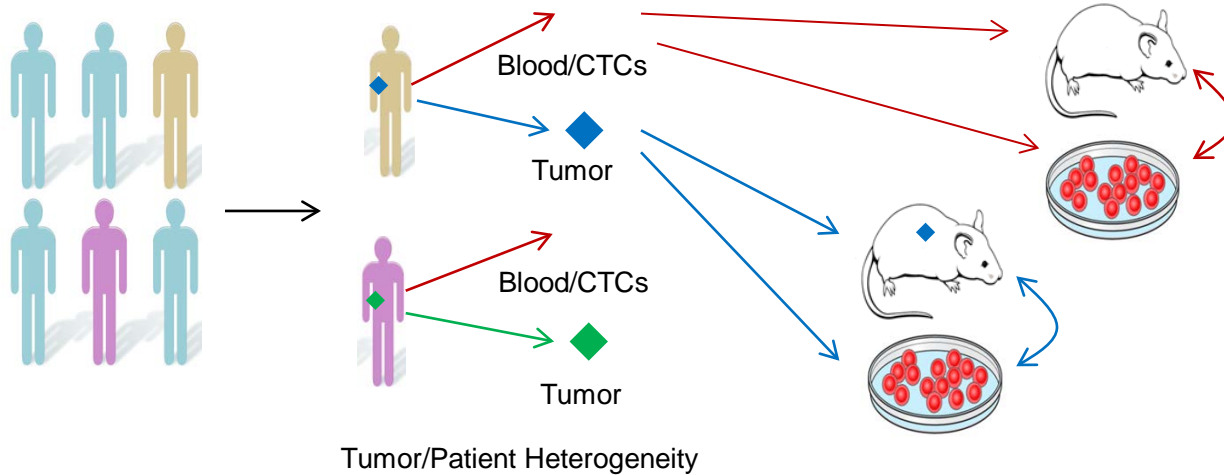 Blood/CTCs
Tumor
Blood/CTCs
Tumor
Tumor/Patient Heterogeneity